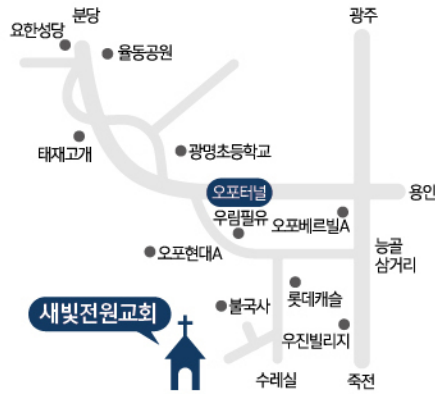 분당
광주
요한성당
율동공원
태재고개
광명초등학교
오포터널
용인
우림필유
오포베르빌A
능골
삼거리
오포현대A
롯데캐슬
불국사
새빛전원교회
우진빌리지
수레실
죽전